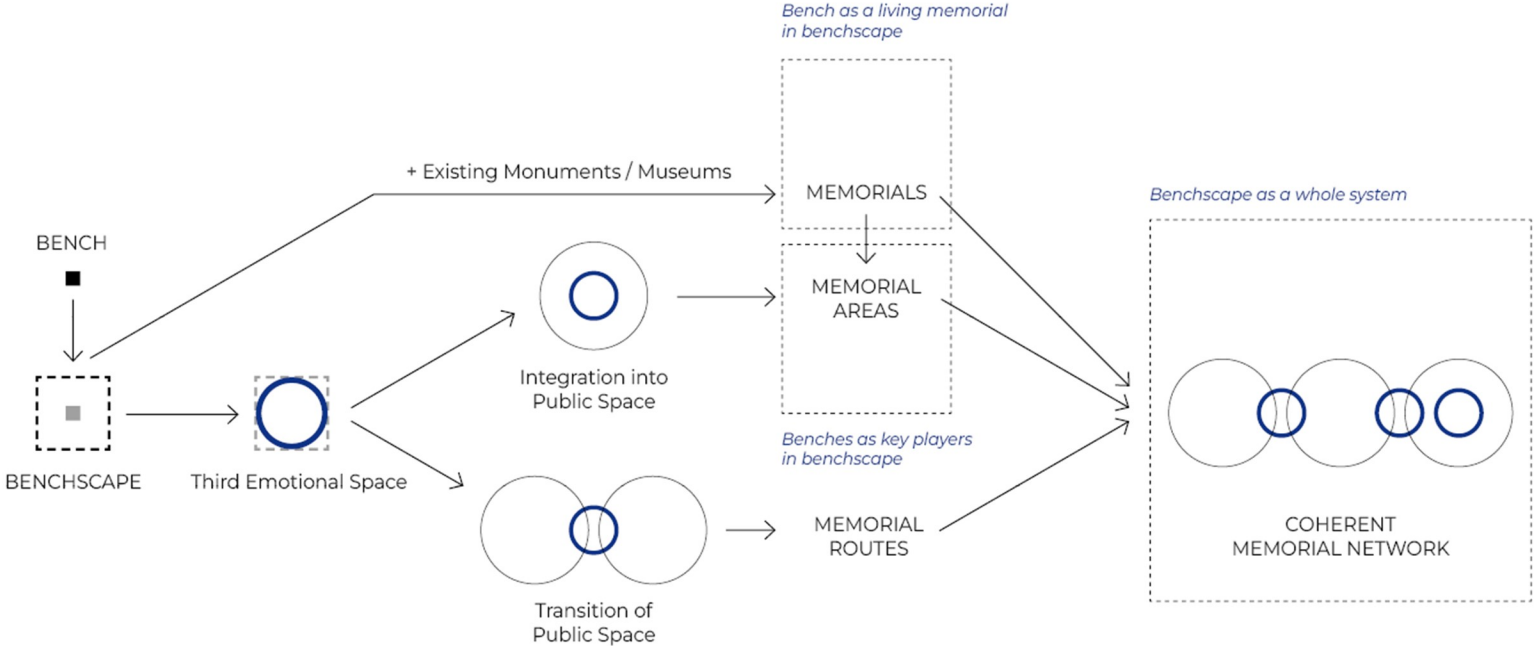 Bench as a living memorial
in benchscape
+ Existing Monuments / Museums
MEMORIALS
Benchscape as a whole system
BENCH
MEMORIAL
AREAS
Integration into
Public Space
Benches as key players
in benchscape
BENCHSCAPE
Third Emotional Space
MEMORIAL
ROUTES
COHERENT
MEMORIAL NETWORK
Transition of
Public Space